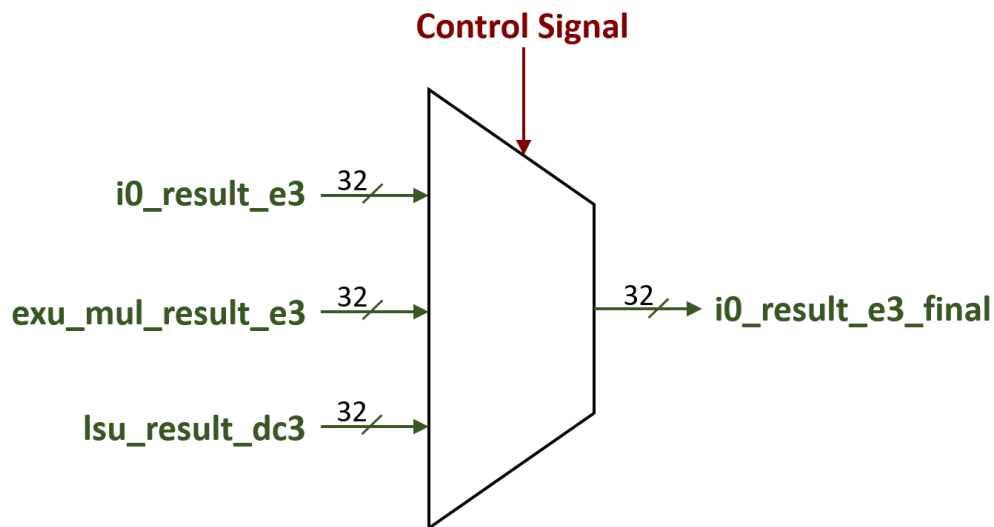 Control Signal
32
i0_result_e3
32
exu_mul_result_e3
32
i0_result_e3_final
32
lsu_result_dc3